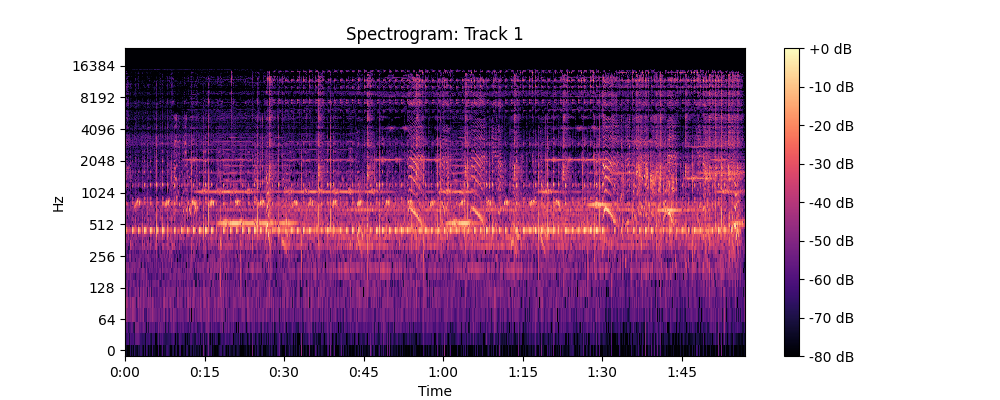 Spectrogram: Track 1
Hz
16384
8192
4096
2048
1024
512
256
128
64
0
0:00 0:15 0:30 0:45 1:00 1:15 1:30 1:45
Time
+0 dB
-10 dB
-20 dB
-30 dB
-40 dB
-50 dB
-60 dB
-70 dB
-80 dB